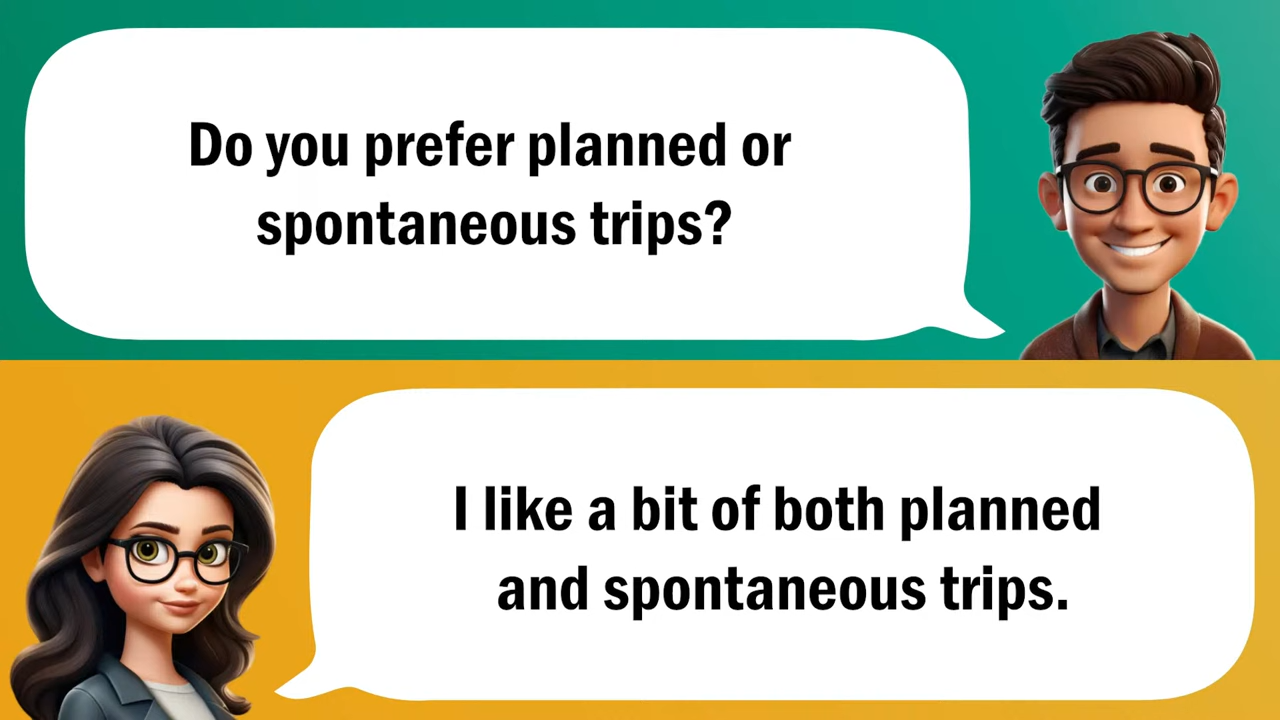 Do you prefer planned or
spontaneous trips?
I like a bit of both planned
and spontaneous trips.